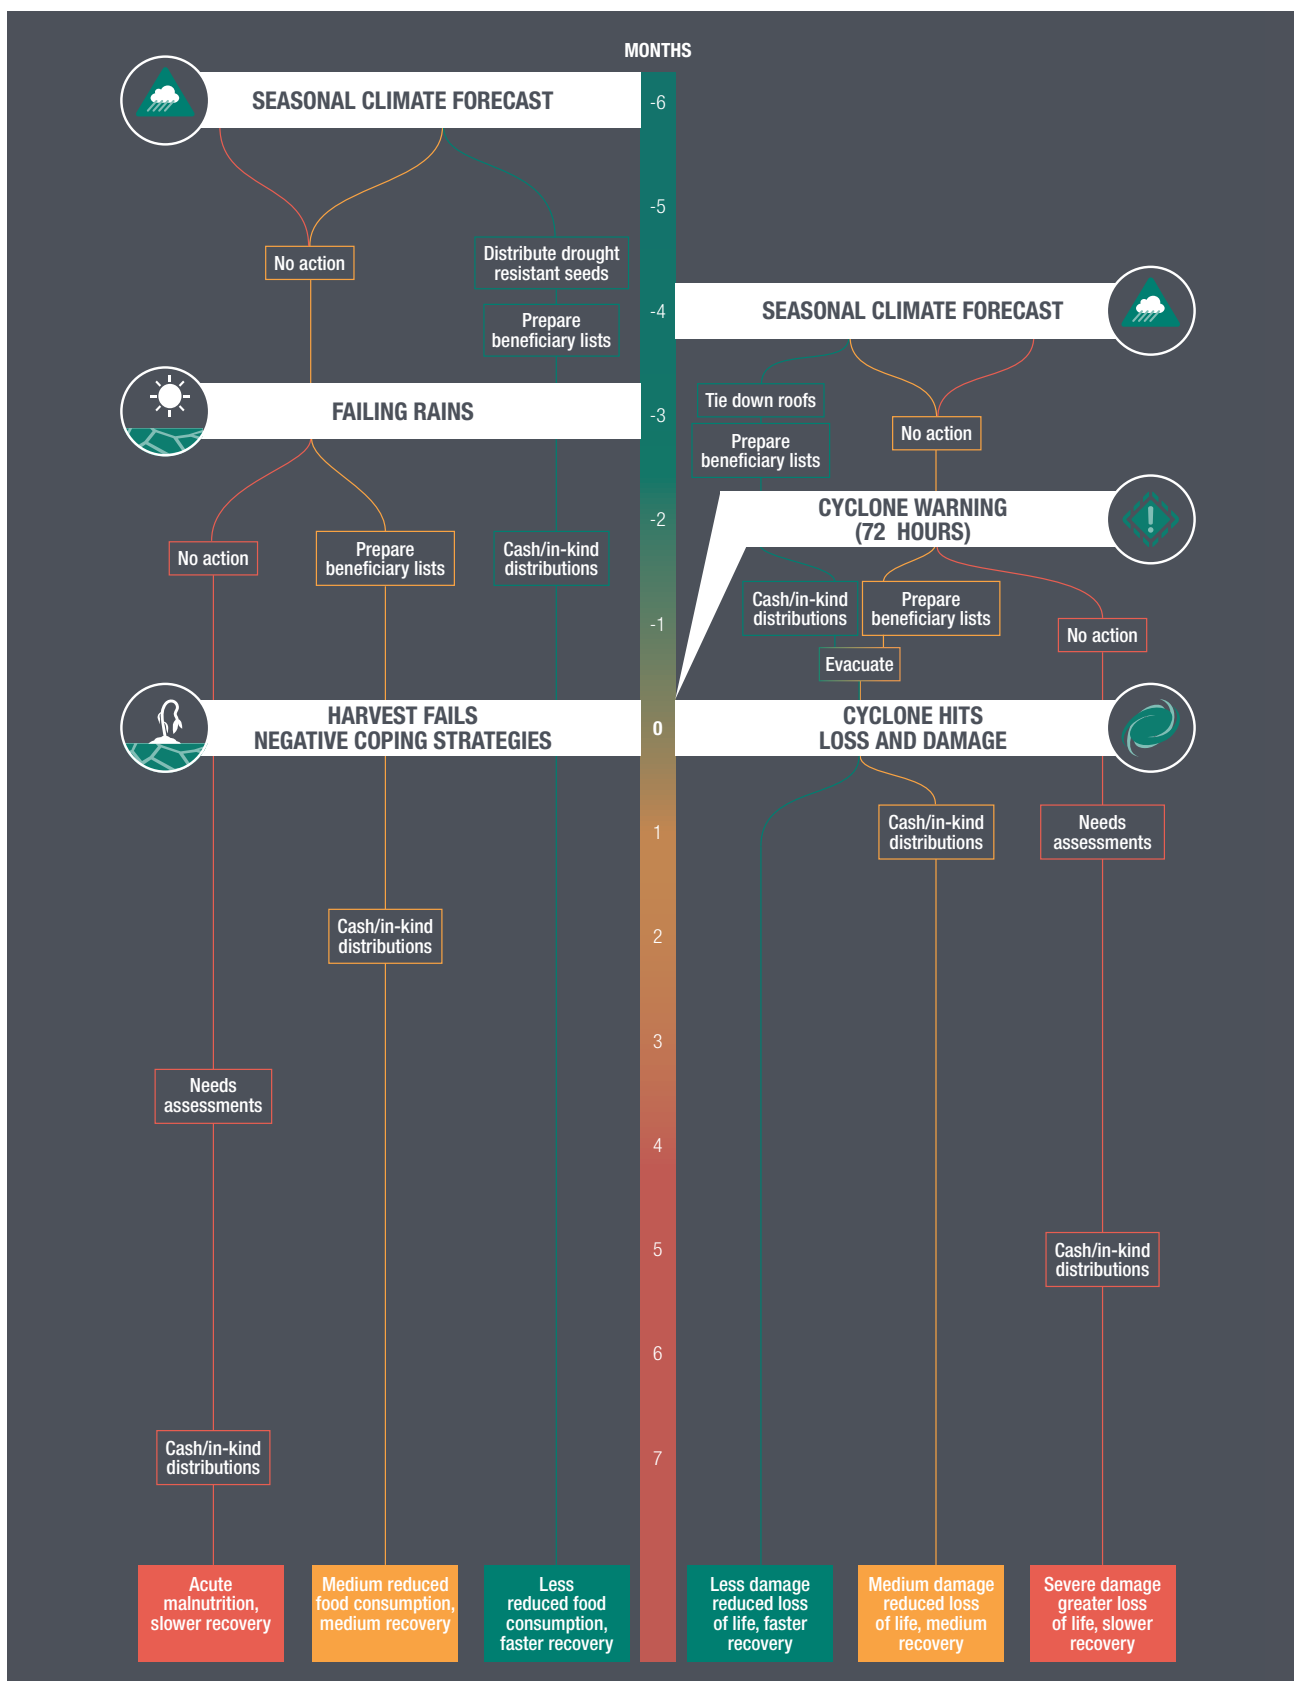 MONTHS
SEASONAL CLIMATE FORECAST
-6
-5
No action
Distribute drought
resistant seeds
Prepare
beneficiary lists
-4
SEASONAL CLIMATE FORECAST
Tie down roofs
Prepare
beneficiary lists
No action
FAILING RAINS
-3
CYCLONE WARNING
(72 HOURS)
-2
No action
Prepare
beneficiary lists
Cash/in-kind
distributions
Cash/in-kind
distributions
Prepare
beneficiary lists
No action
-1
Evacuate
HARVEST FAILS
NEGATIVE COPING STRATEGIES
0
CYCLONE HITS
LOSS AND DAMAGE
1
Cash/in-kind
distributions
Needs
assessments
Cash/in-kind
distributions
2
3
Needs
assessments
4
5
Cash/in-kind
distributions
6
Cash/in-kind
distributions
7
Acute
malnutrition,
slower recovery
Medium reduced
food consumption,
medium recovery
Less
reduced food
consumption,
faster recovery
Less damage
reduced loss
of life, faster
recovery
Medium damage
reduced loss
of life, medium
recovery
Severe damage
greater loss
of life, slower
recovery